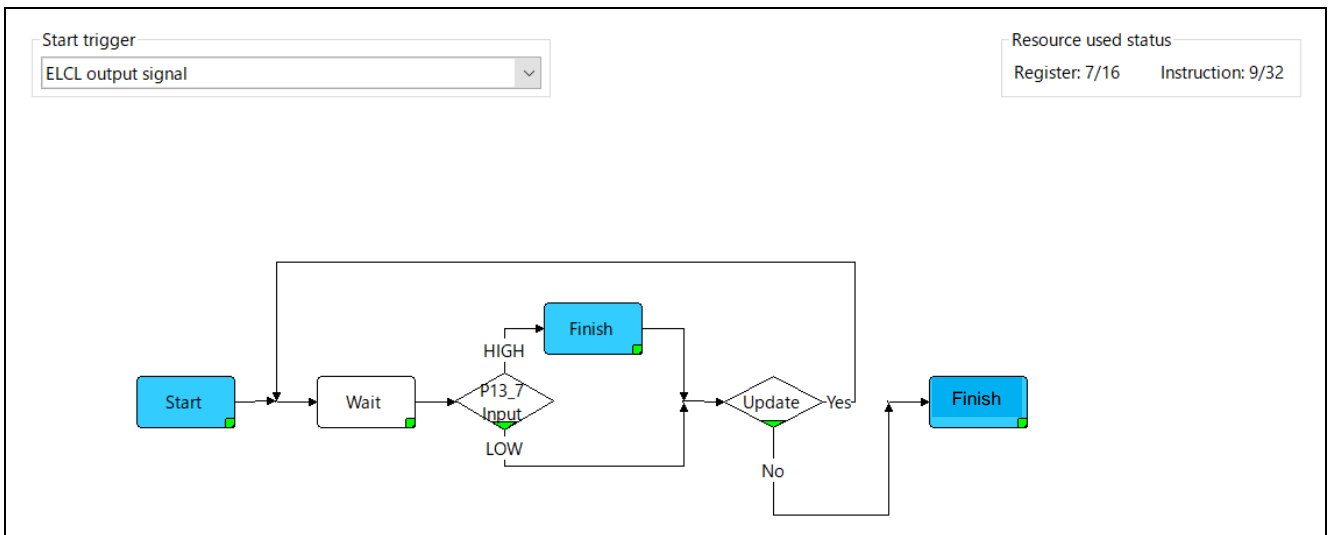 Start trigger
ELCL output signal
Resource used status
Register: 7/16 Instruction: 9/32
Finish
HIGH
Start
Wait
P13_7
Input
LOW
Update
Yes
No
Finish